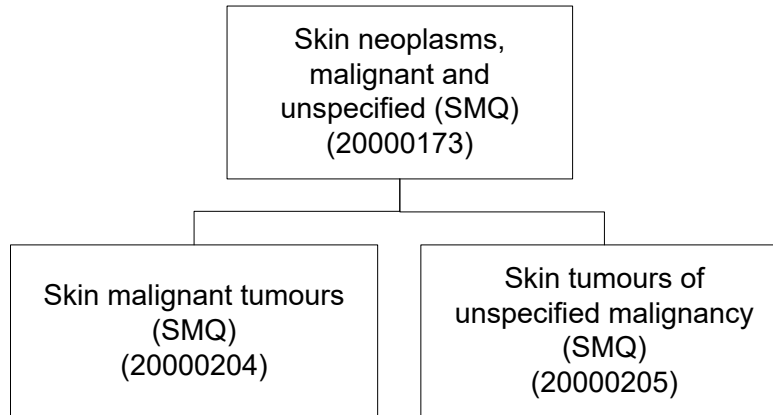 Skin neoplasms,
malignant and
unspecified (SMQ)
(20000173)
Skin malignant tumours
(SMQ)
(20000204)
Skin tumours of
unspecified malignancy
(SMQ)
(20000205)